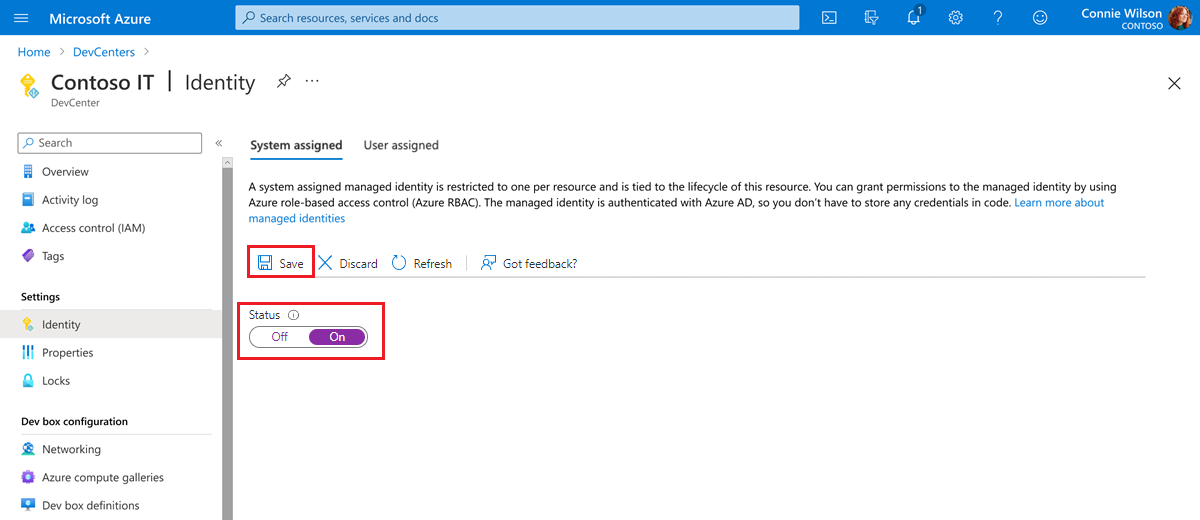 Microsoft Azure
Search resources, services and docs
1
Connie Wilson
CONTOSO
Home > DevCenters >
Contoso IT | Identity
DevCenter
Search
«
Overview
Activity log
Access control (IAM)
Tags
Settings
Identity
Properties
Locks
Dev box configuration
Networking
Azure compute galleries
Dev box definitions
System assigned User assigned
A system assigned managed identity is restricted to one per resource and is tied to the lifecycle of this resource. You can grant permissions to the managed identity by using
Azure role-based access control (Azure RBAC). The managed identity is authenticated with Azure AD, so you don’t have to store any credentials in code. Learn more about
managed identities
Save Discard Refresh Got feedback?
Status
Off On